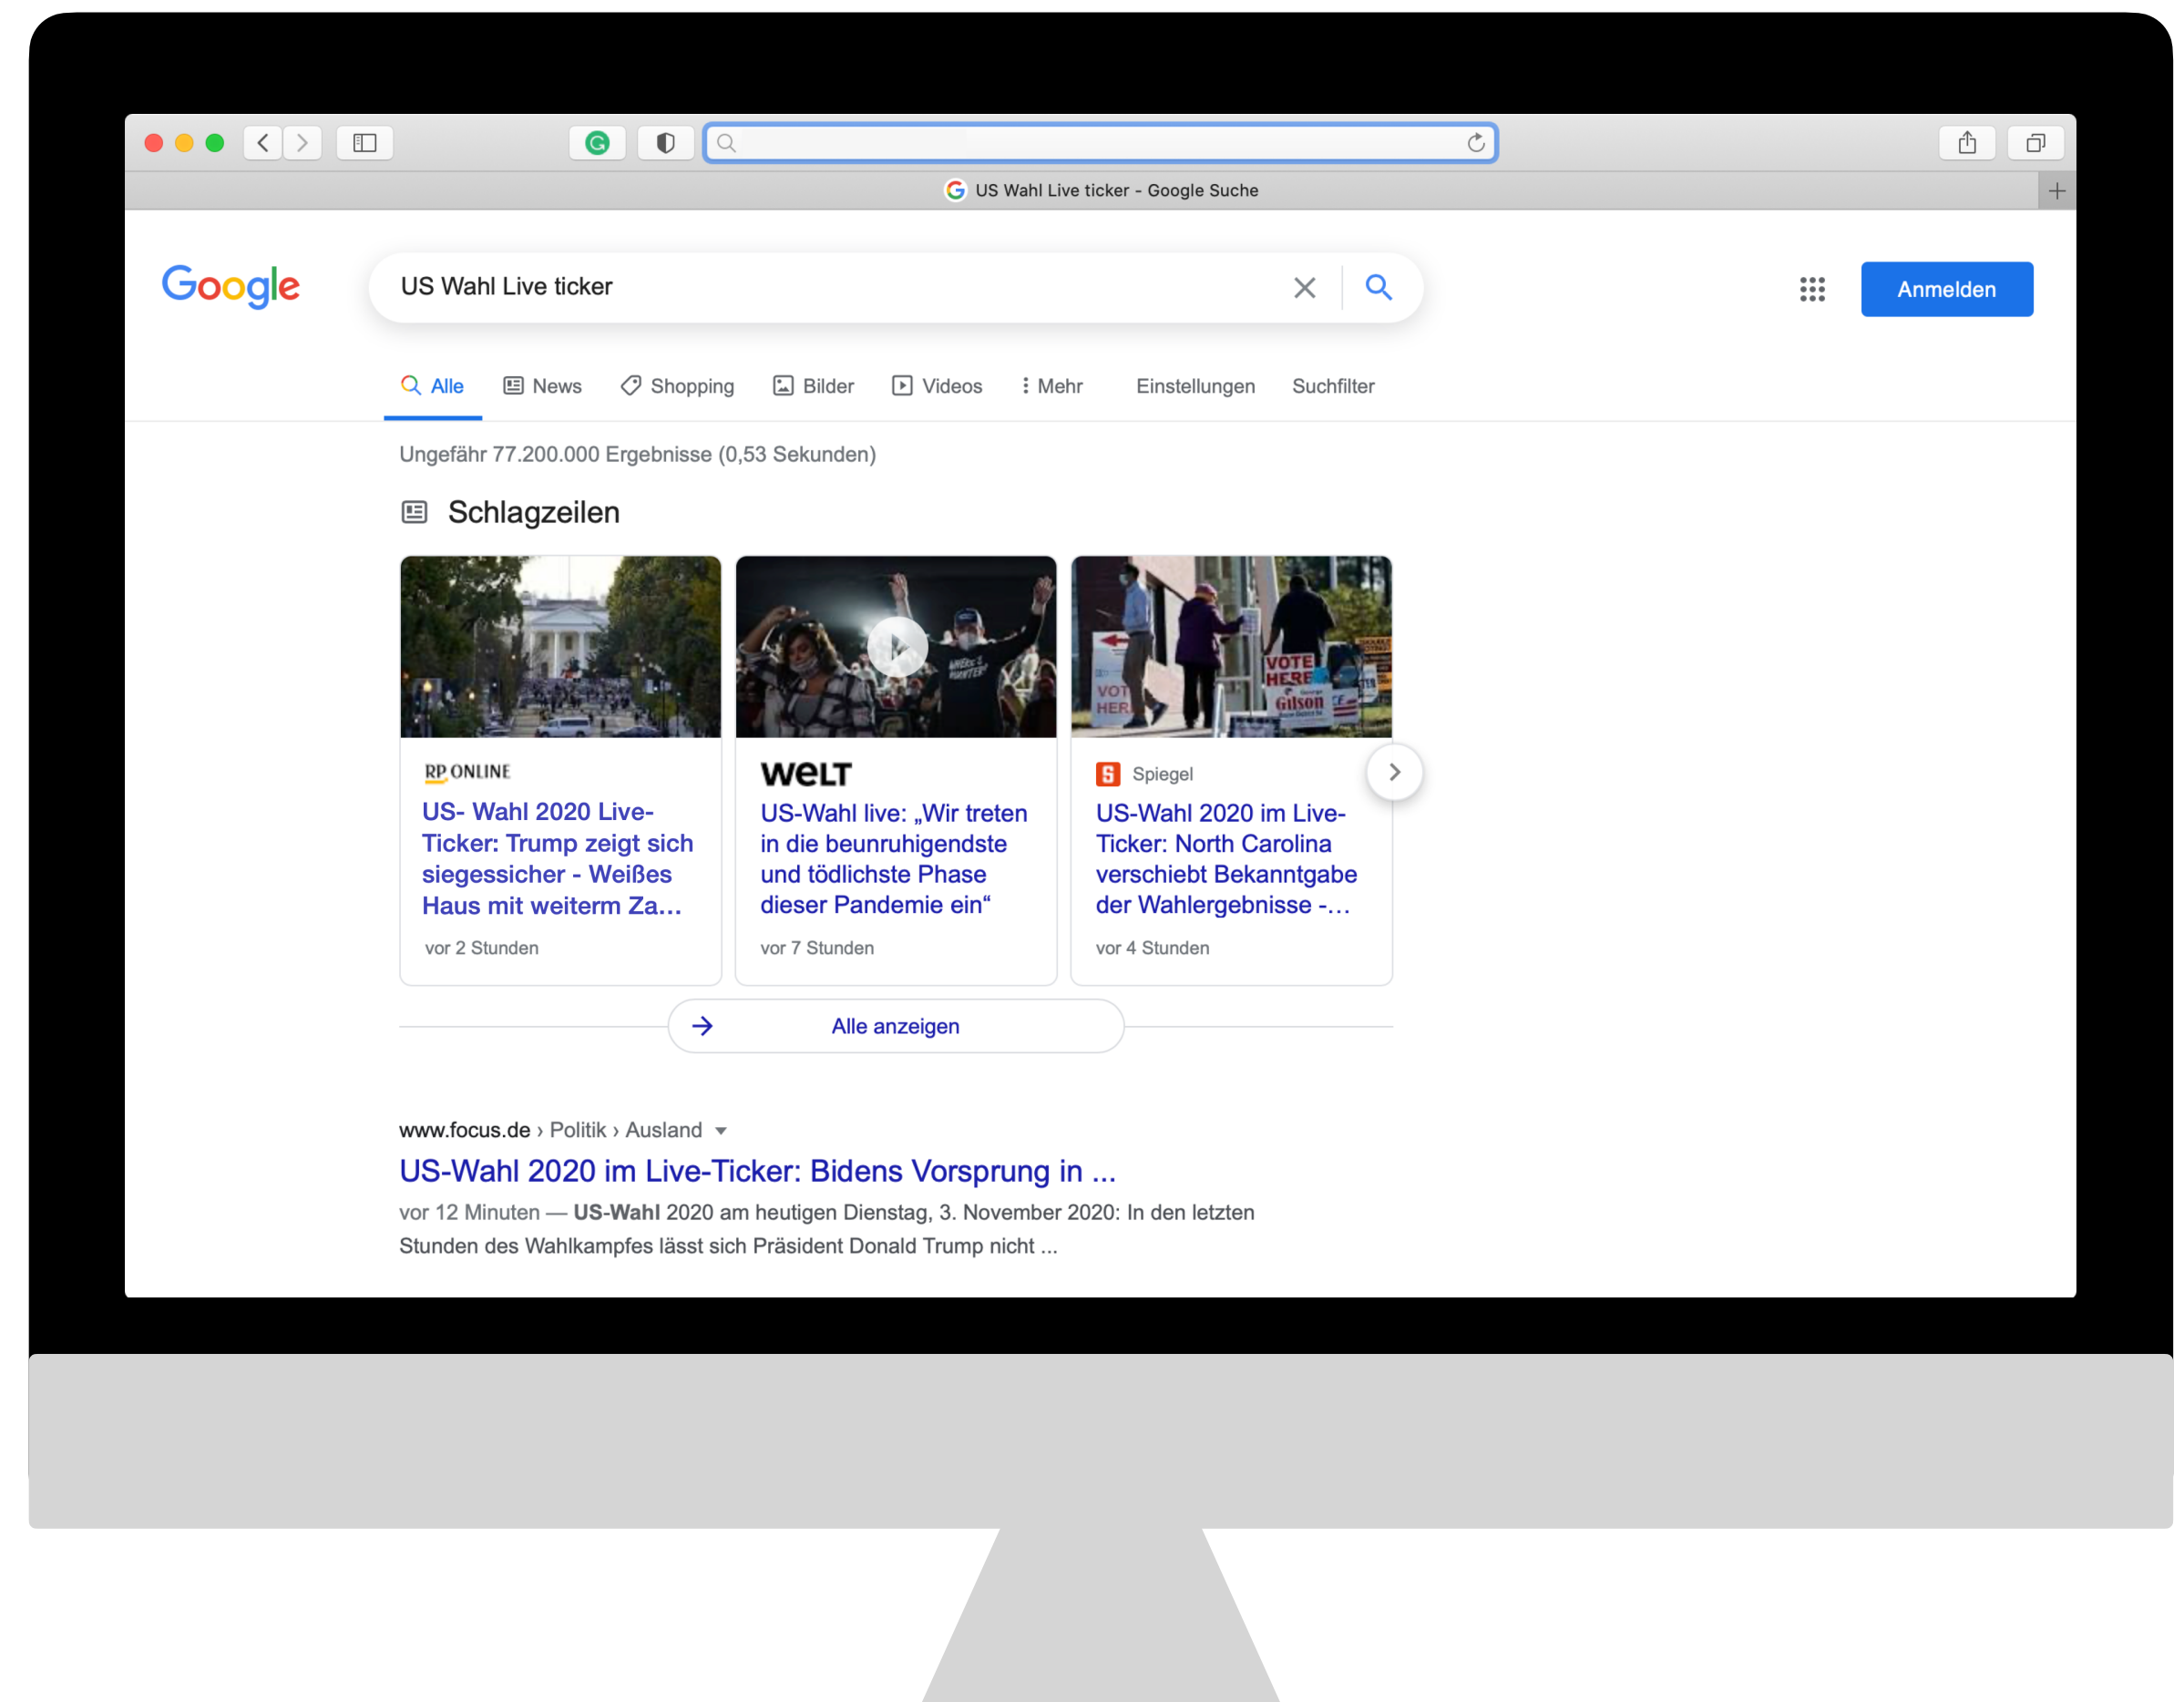 US Wahl Live ticker - Google Suche
Google
US Wahl Live ticker
Anmelden
Alle
News
Shopping
Bilder
Videos
Mehr
Einstellungen
Suchfilter
Ungefähr 77.200.000 Ergebnisse (0,53 Sekunden)
Schlagzeilen
RP ONLINE
US- Wahl 2020 Live-
Ticker: Trump zeigt sich
siegessicher - Weißes
Haus mit weiterm Za...
vor 2 Stunden
WHERE'S
HUNTER?
WELT
US-Wahl live: „Wir treten
in die beunruhigendste
und tödlichste Phase
dieser Pandemie ein“
vor 7 Stunden
VOTE
HERE
Gilson
Spiegel
US-Wahl 2020 im Live-
Ticker: North Carolina
verschiebt Bekanntgabe
der Wahlergebnisse -...
vor 4 Stunden
Alle anzeigen
www.focus.de › Politik › Ausland
US-Wahl 2020 im Live-Ticker: Bidens Vorsprung in ...
vor 12 Minuten — US-Wahl 2020 am heutigen Dienstag, 3. November 2020: In den letzten
Stunden des Wahlkampfes lässt sich Präsident Donald Trump nicht ...